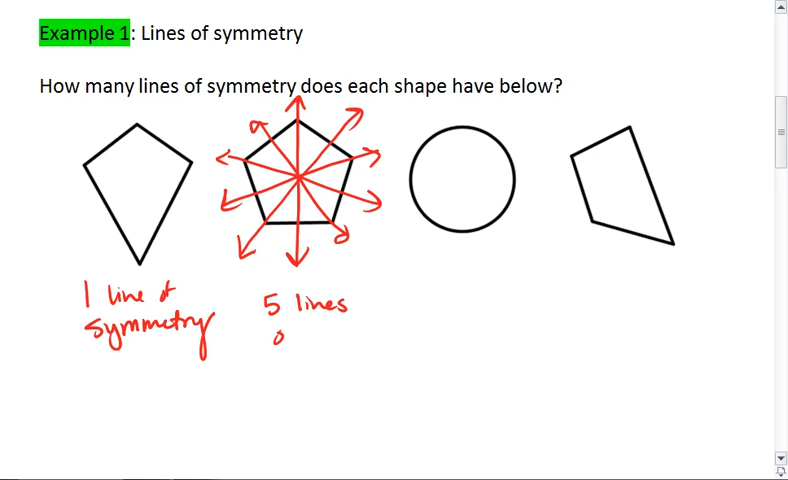 Example 1: Lines of symmetry
How many lines of symmetry does each shape have below?
1 line of
symmetry
5 lines
o